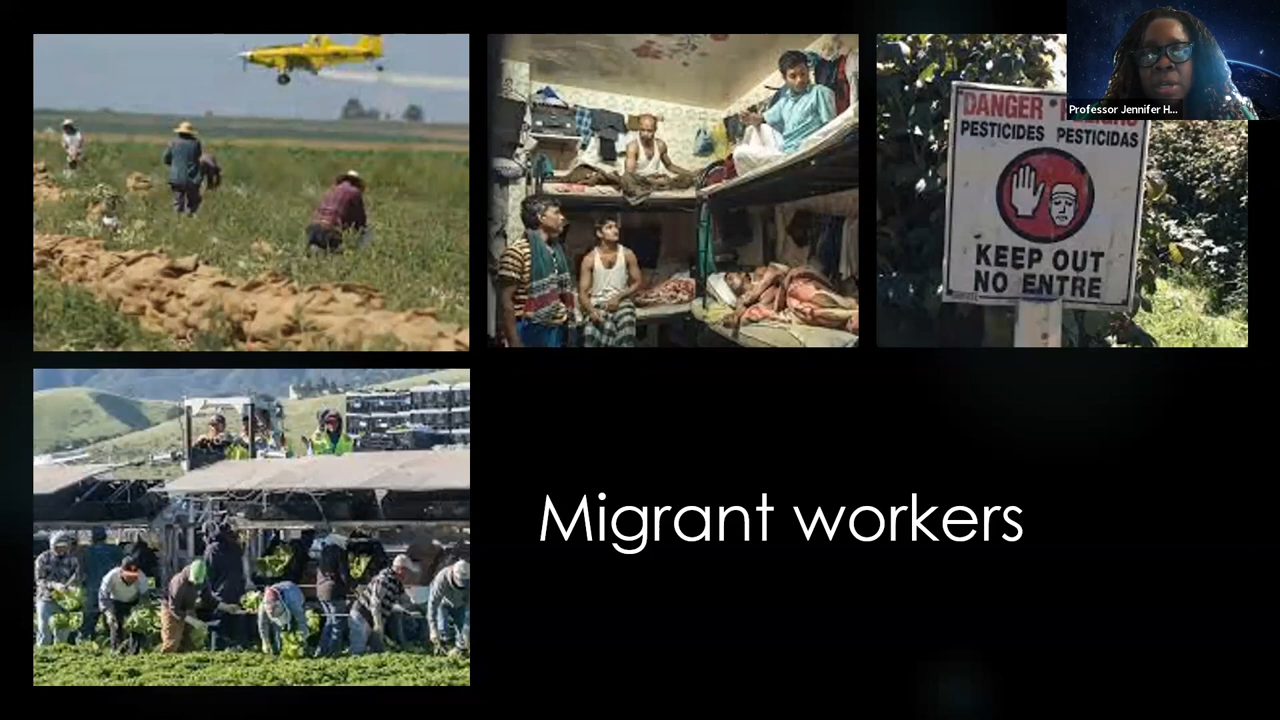 Professor Jennifer H...
DANGER
PESTICIDES PESTICIDAS
KEEP OUT
NO ENTRE
Migrant workers